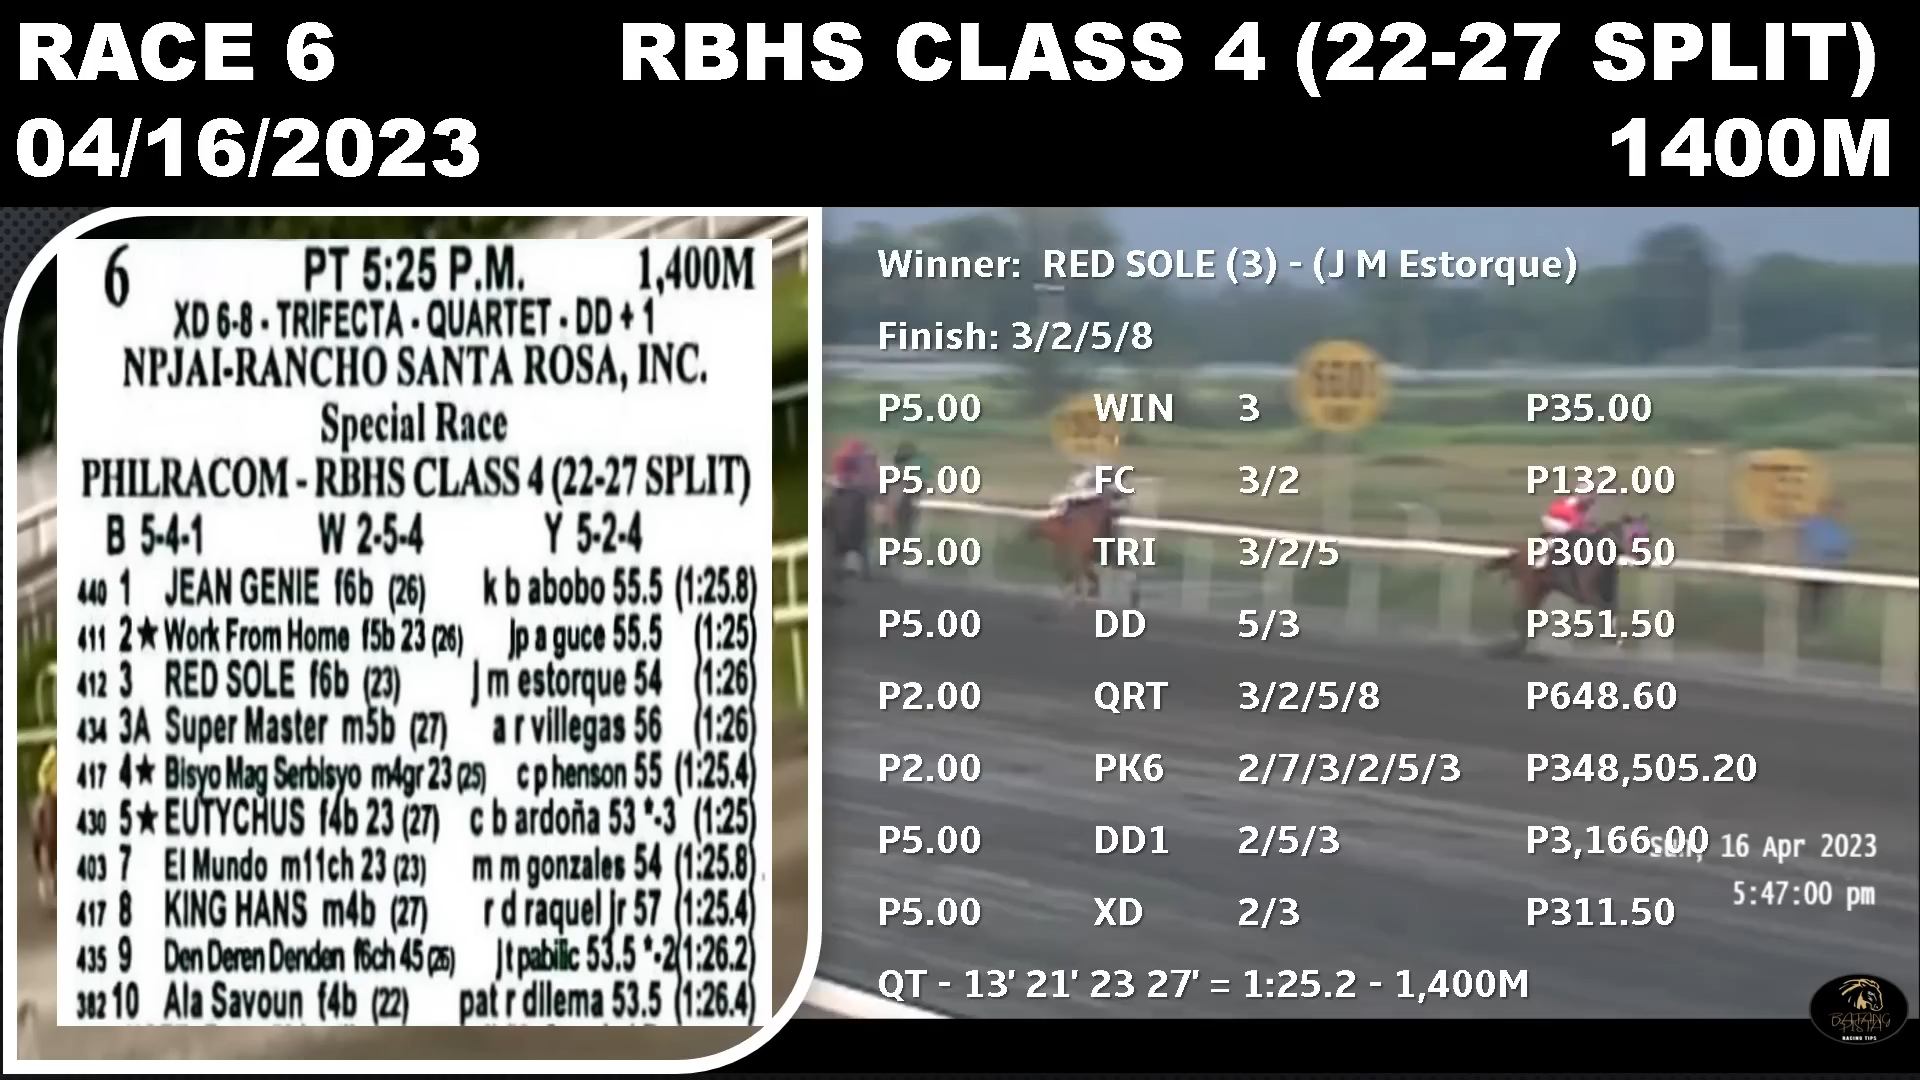 RACE 6 RBHS CLASS 4 (22-27 SPLIT)
04/16/2023 1400M
6 PT 5:25 P.M. 1,400M
XD 6-8 - TRIFECTA - QUARTET - DD + 1
NPJAI-RANCHO SANTA ROSA, INC.
Special Race
PHILRACOM - RBHS CLASS 4 (22-27 SPLIT)
B 5-4-1 W 2-5-4 Y 5-2-4
440 1 JEAN GENIE f6b (26) k b abobo 55.5 (1:25.8)
411 2★ Work From Home f5b 23 (26) jp a guce 55.5 (1:25)
412 3 RED SOLE f6b (23) j m estorque 54 (1:26)
434 3A Super Master m5b (27) a r villegas 56 (1:26)
417 4★ Bisyo Mag Serbisyo m4gr 23 (25) c p henson 55 (1:25.4)
430 5★ EUTYCHUS f4b 23 (27) c b ardoña 53 *-3 (1:25)
403 7 El Mundo m11ch 23 (23) m m gonzales 54 (1:25.8)
417 8 KING HANS m4b (27) r d raquel jr 57 (1:25.4)
435 9 Den Deren Denden f6ch 45 (26) j t pabilic 53.5 *-2 (1:26.2)
382 10 Ala Savoun f4b (22) pat r dilema 53.5 (1:26.4)
Winner: RED SOLE (3) - (J M Estorque)
Finish: 3/2/5/8
P5.00 WIN 3 P35.00
P5.00 FC 3/2 P132.00
P5.00 TRI 3/2/5 P300.50
P5.00 DD 5/3 P351.50
P2.00 QRT 3/2/5/8 P648.60
P2.00 PK6 2/7/3/2/5/3 P348,505.20
P5.00 DD1 2/5/3 P3,166.00
P5.00 XD 2/3 P311.50
QT - 13' 21' 23 27' = 1:25.2 - 1,400M
Sun, 16 Apr 2023
5:47:00 pm
BATANG
PISTA
RACING TIPS